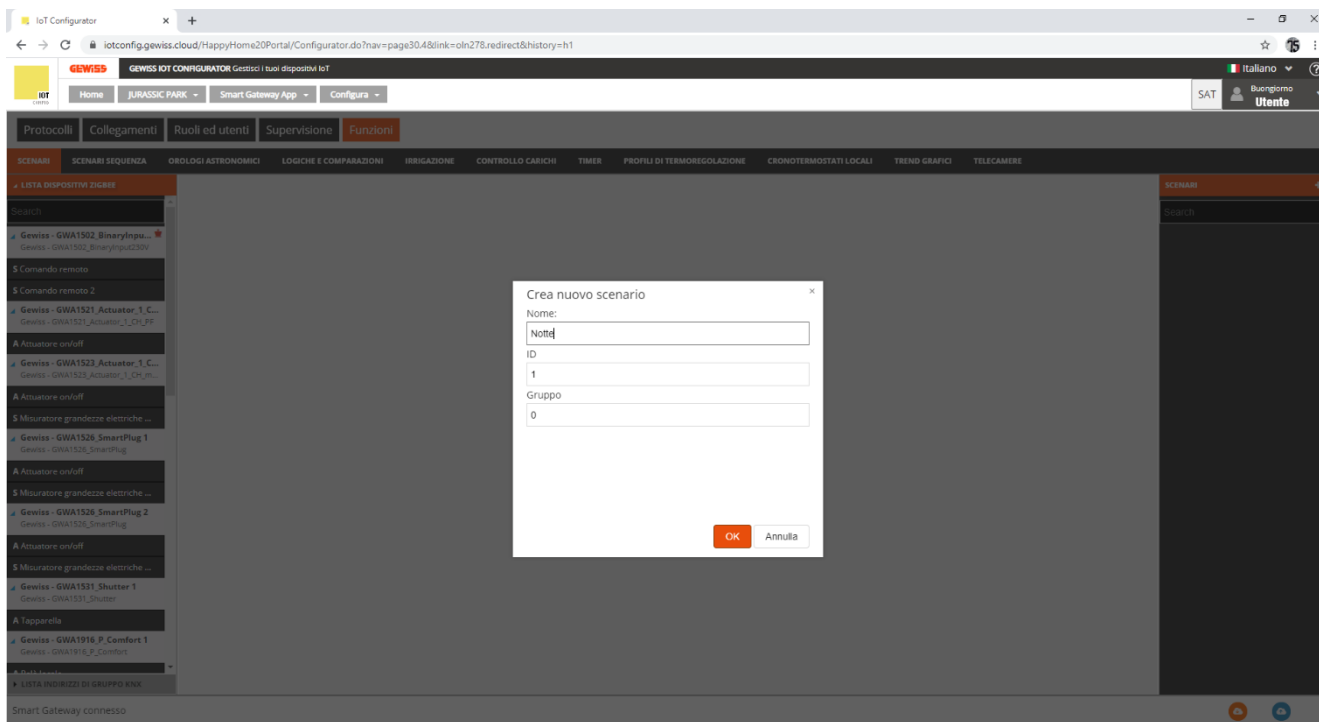 IoT Configurator
iotconfig.gewiss.cloud/HappyHome20Portal/Configurator.do?nav=page30.48&link=oln278.redirect&history=h1
GEWISS
GEWISS IOT CONFIGURATOR Gestisci i tuoi dispositivi IoT
Italiano
IOT
Home
JURASSIC PARK
Smart Gateway App
Configura
SAT
Buongiorno
Utente
Protocolli
Collegamenti
Ruoli ed utenti
Supervisione
Funzioni
SCENARI
SCENARI SEQUENZA
OROLOGI ASTRONOMICI
LOGICHE E COMPARAZIONI
IRRIGAZIONE
CONTROLLO CARICHI
TIMER
PROFILI DI TERMOREGOLAZIONE
CRONOTERMOSTATI LOCALI
TREND GRAFICI
TELECAMERE
LISTA DISPOSITIVI ZIGBEE
Search
Gewiss - GWA1502_BinaryInpu...
Gewiss - GWA1502_BinaryInput230V
S Comando remoto
S Comando remoto 2
Gewiss - GWA1521_Actuator_1_C...
Gewiss - GWA1521_Actuator_1_CH_PF
A Attuatore on/off
Gewiss - GWA1523_Actuator_1_C...
Gewiss - GWA1523_Actuator_1_CH_m...
A Attuatore on/off
S Misuratore grandezze elettriche ...
Gewiss - GWA1526_SmartPlug 1
Gewiss - GWA1526_SmartPlug
A Attuatore on/off
S Misuratore grandezze elettriche ...
Gewiss - GWA1526_SmartPlug 2
Gewiss - GWA1526_SmartPlug
A Attuatore on/off
S Misuratore grandezze elettriche ...
Gewiss - GWA1531_Shutter 1
Gewiss - GWA1531_Shutter
A Tapparella
Gewiss - GWA1916_P_Comfort 1
Gewiss - GWA1916_P_Comfort
LISTA INDIRIZZI DI GRUPPO KNX
Crea nuovo scenario
Nome:
Notte
ID
1
Gruppo
0
OK
Annulla
SCENARI
Search
Smart Gateway connesso